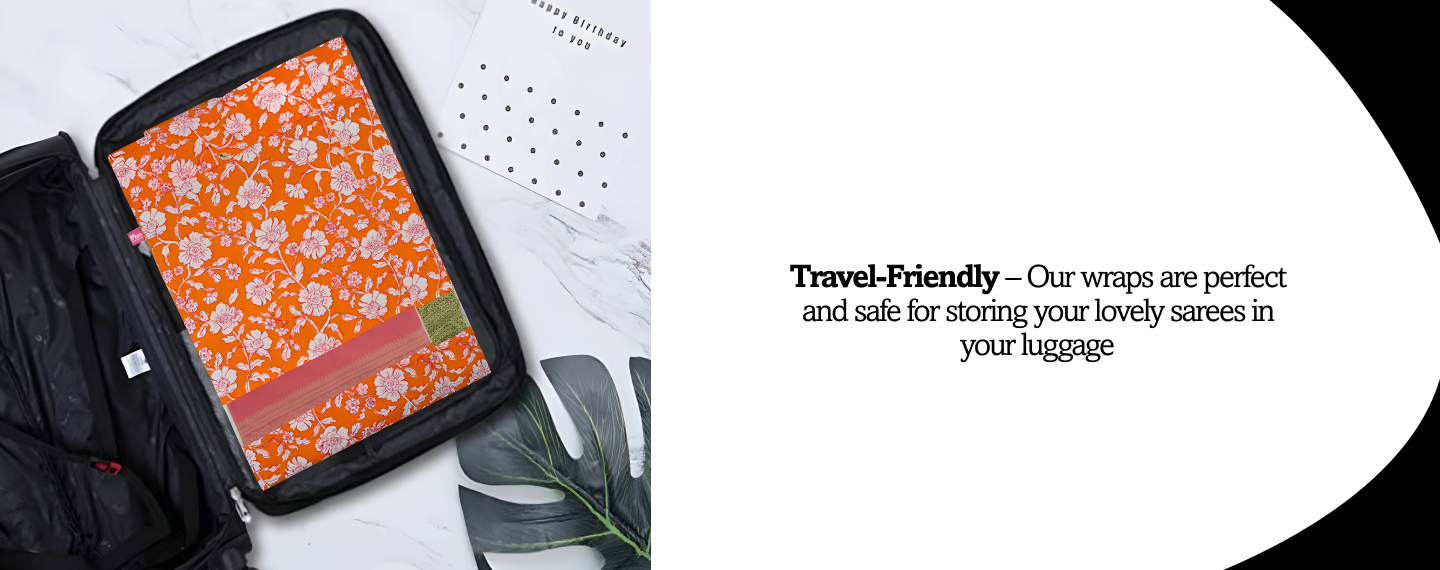 Happy Birthday
to you
Travel-Friendly – Our wraps are perfect
and safe for storing your lovely sarees in
your luggage